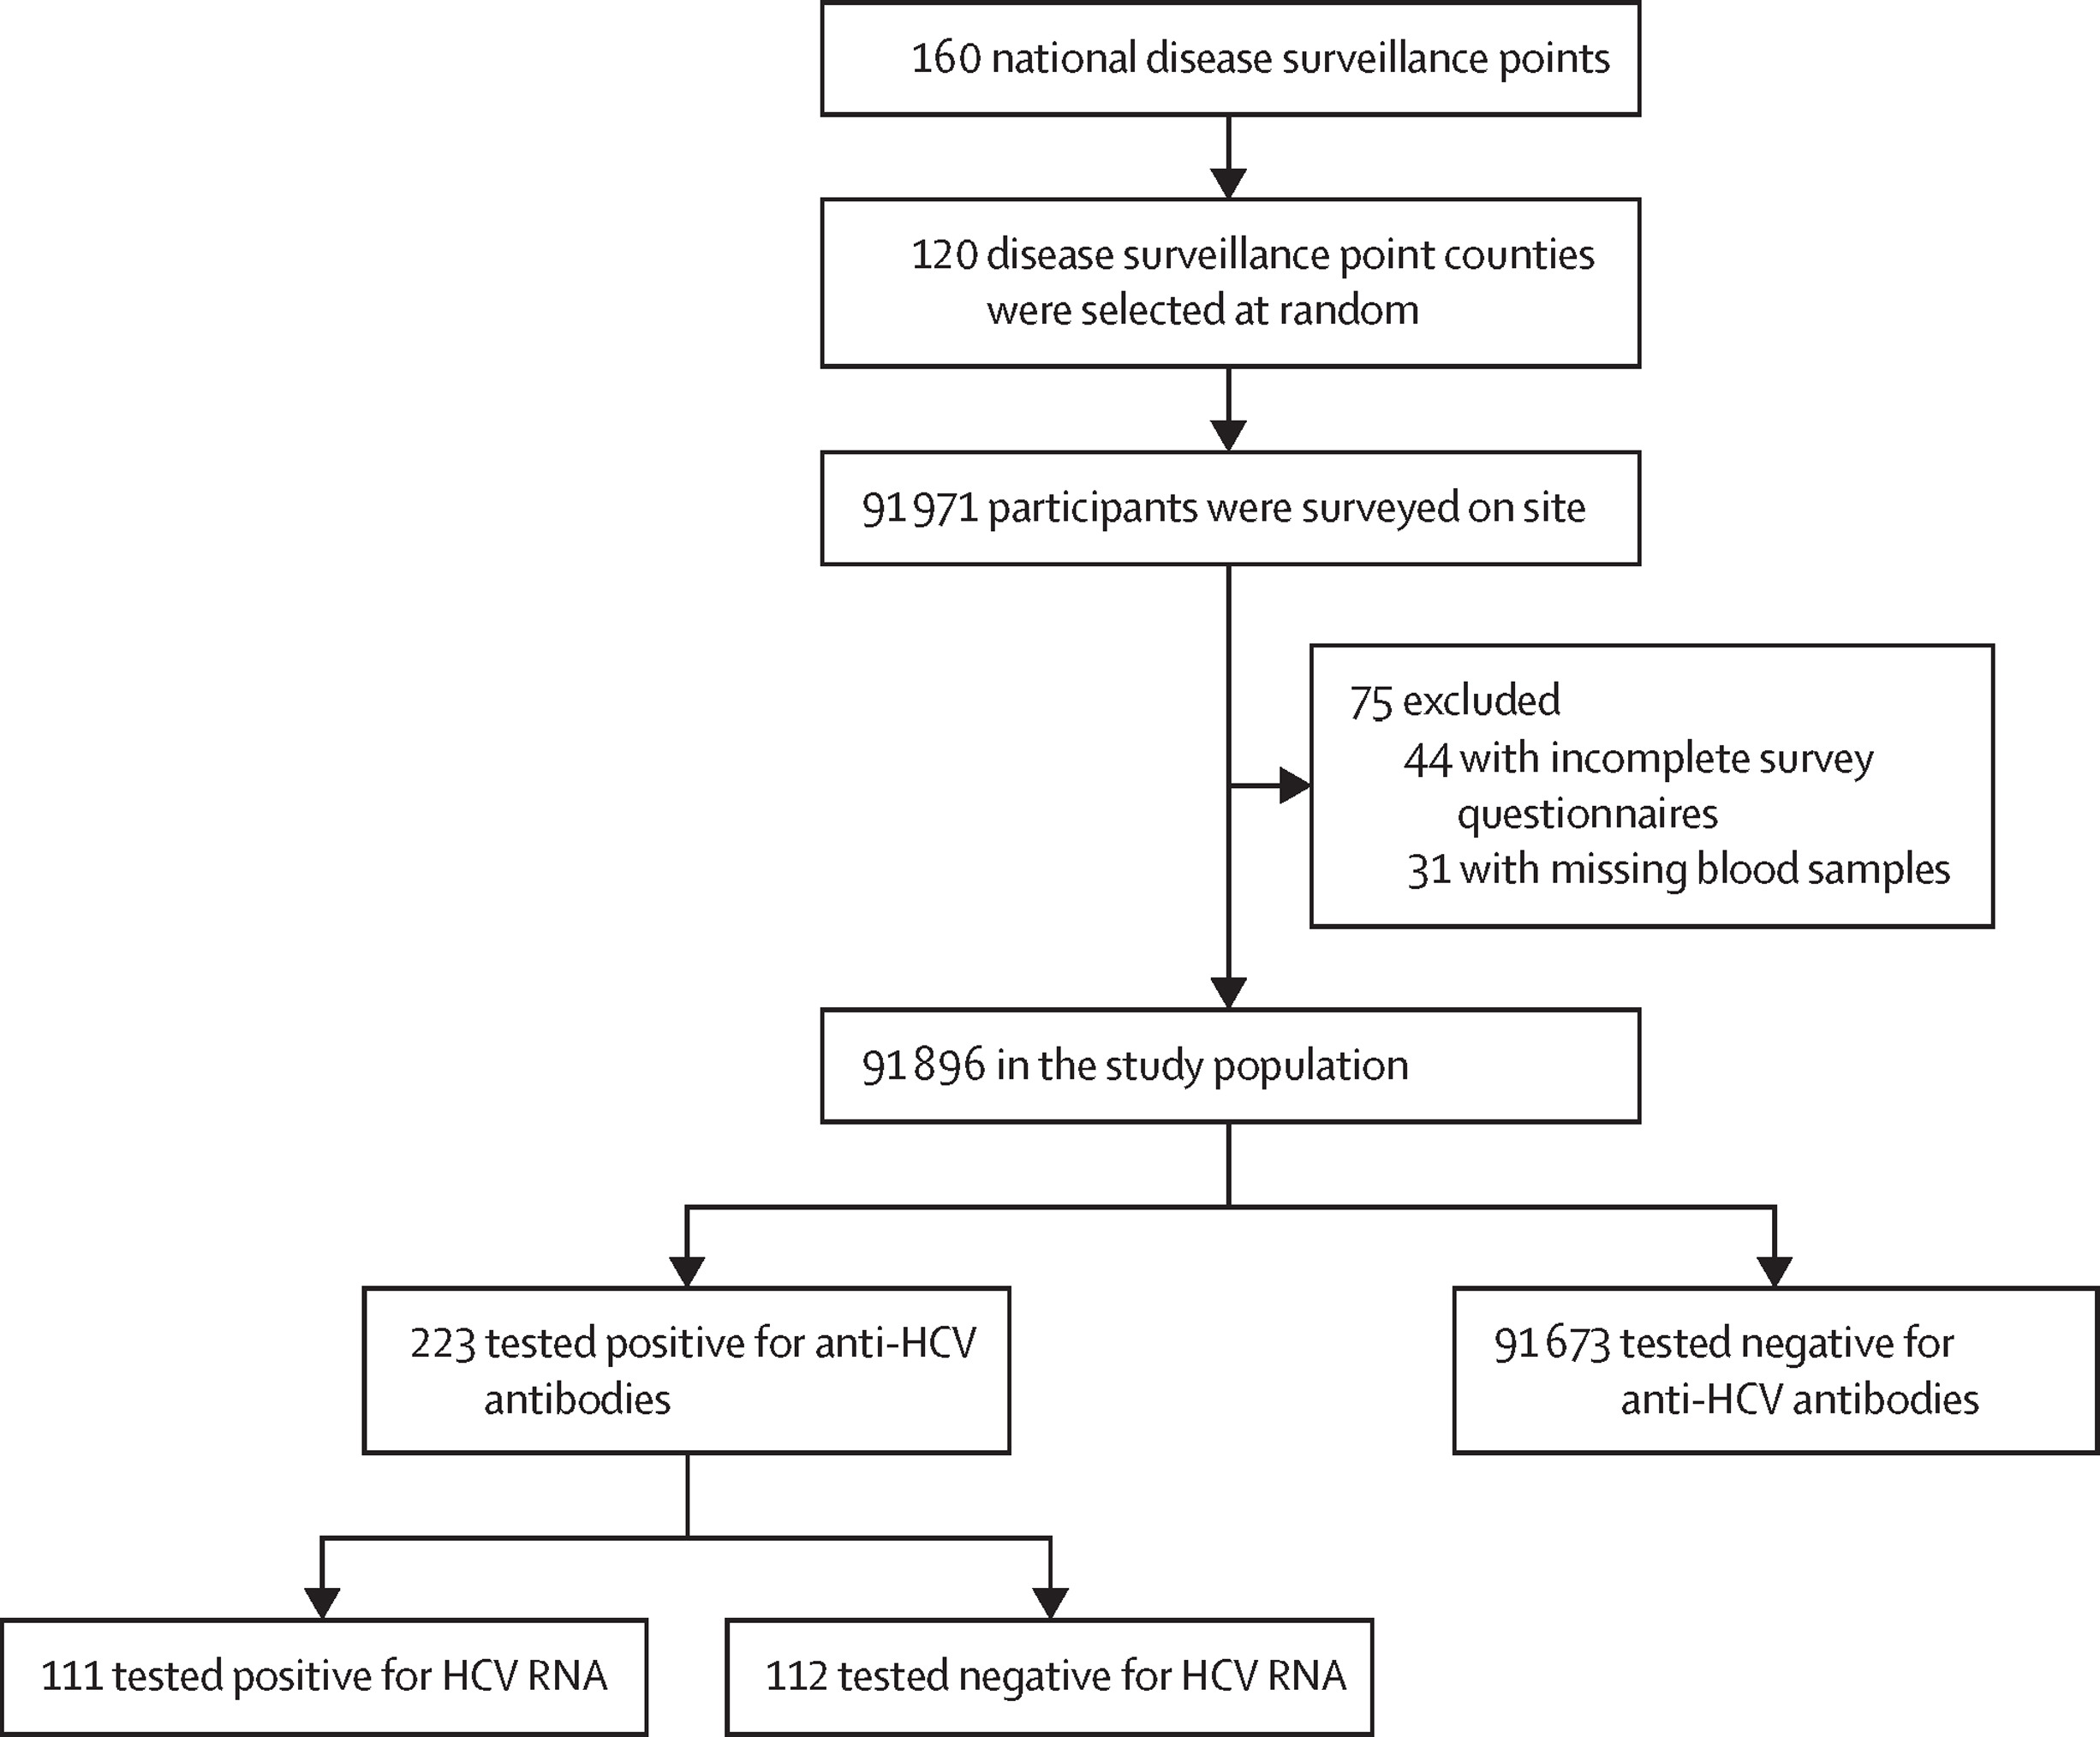 160 national disease surveillance points
120 disease surveillance point counties
were selected at random
91 971 participants were surveyed on site
75 excluded
44 with incomplete survey
questionnaires
31 with missing blood samples
91 896 in the study population
223 tested positive for anti-HCV
antibodies
91 673 tested negative for
anti-HCV antibodies
111 tested positive for HCV RNA
112 tested negative for HCV RNA